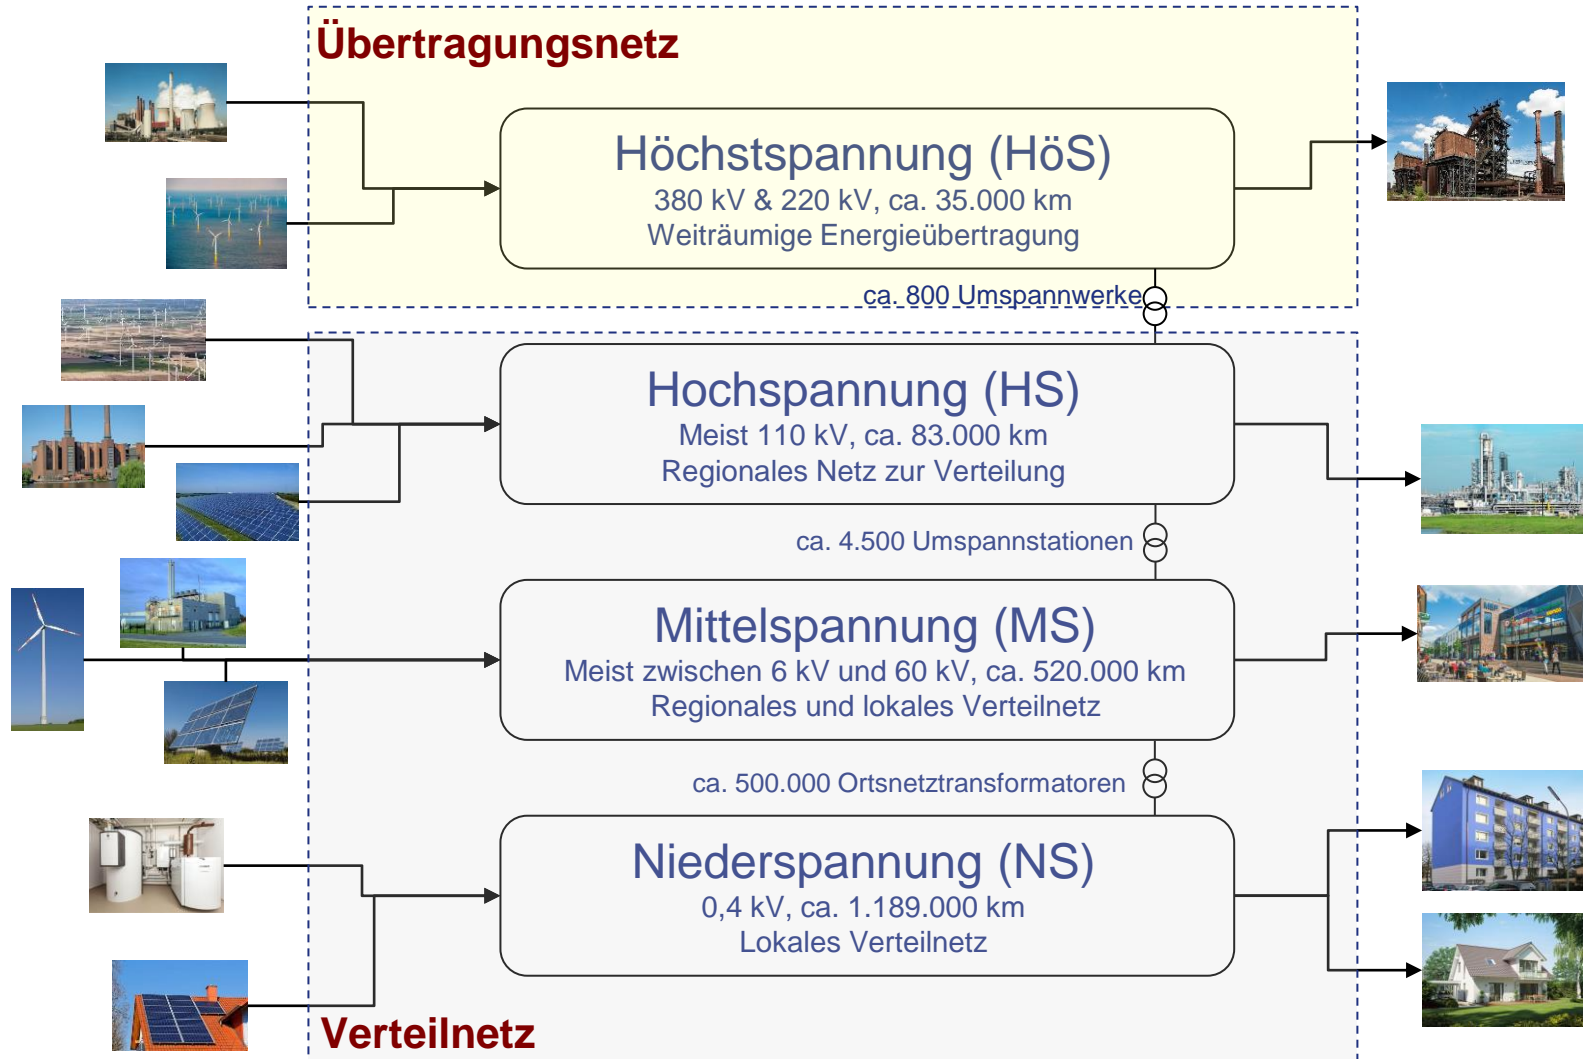 Übertragungsnetz
Höchstspannung (HöS)
380 kV & 220 kV, ca. 35.000 km
Weiträumige Energieübertragung
ca. 800 Umspannwerke
Hochspannung (HS)
Meist 110 kV, ca. 83.000 km
Regionales Netz zur Verteilung
ca. 4.500 Umspannstationen
Mittelspannung (MS)
Meist zwischen 6 kV und 60 kV, ca. 520.000 km
Regionales und lokales Verteilnetz
ca. 500.000 Ortsnetztransformatoren
Niederspannung (NS)
0,4 kV, ca. 1.189.000 km
Lokales Verteilnetz
Verteilnetz